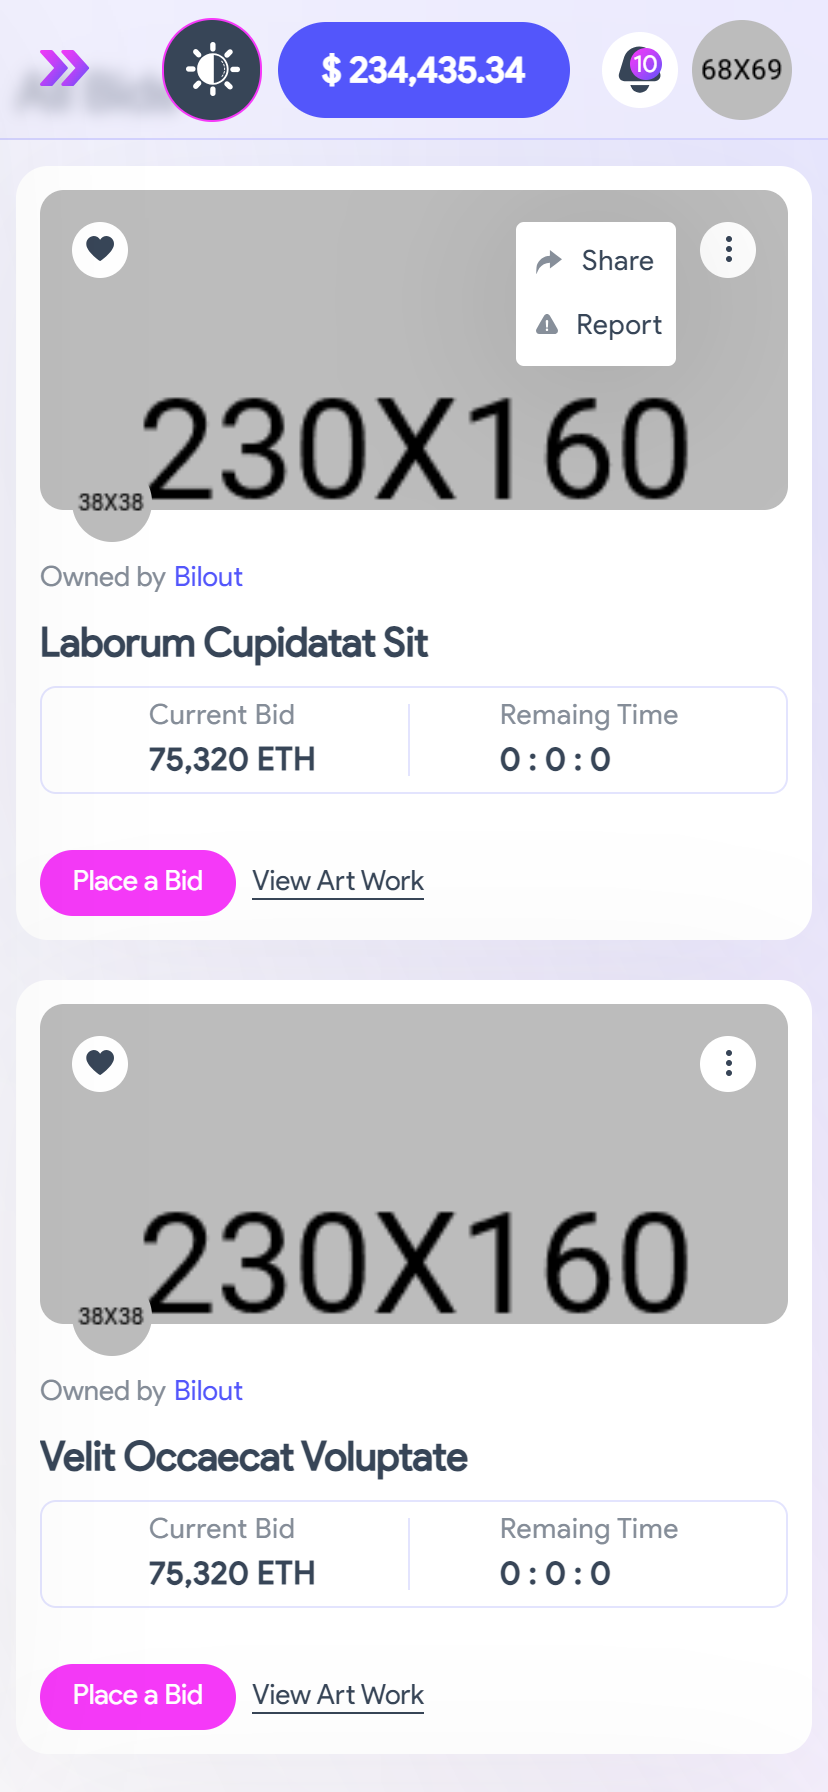 $ 234,435.34
10
68X69
Share
Report
230X160
38X38
Owned by Bilout
Laborum Cupidatat Sit
Current Bid
75,320 ETH
Remaing Time
0 : 0 : 0
Place a Bid
View Art Work
230X160
38X38
Owned by Bilout
Velit Occaecat Voluptate
Current Bid
75,320 ETH
Remaing Time
0 : 0 : 0
Place a Bid
View Art Work